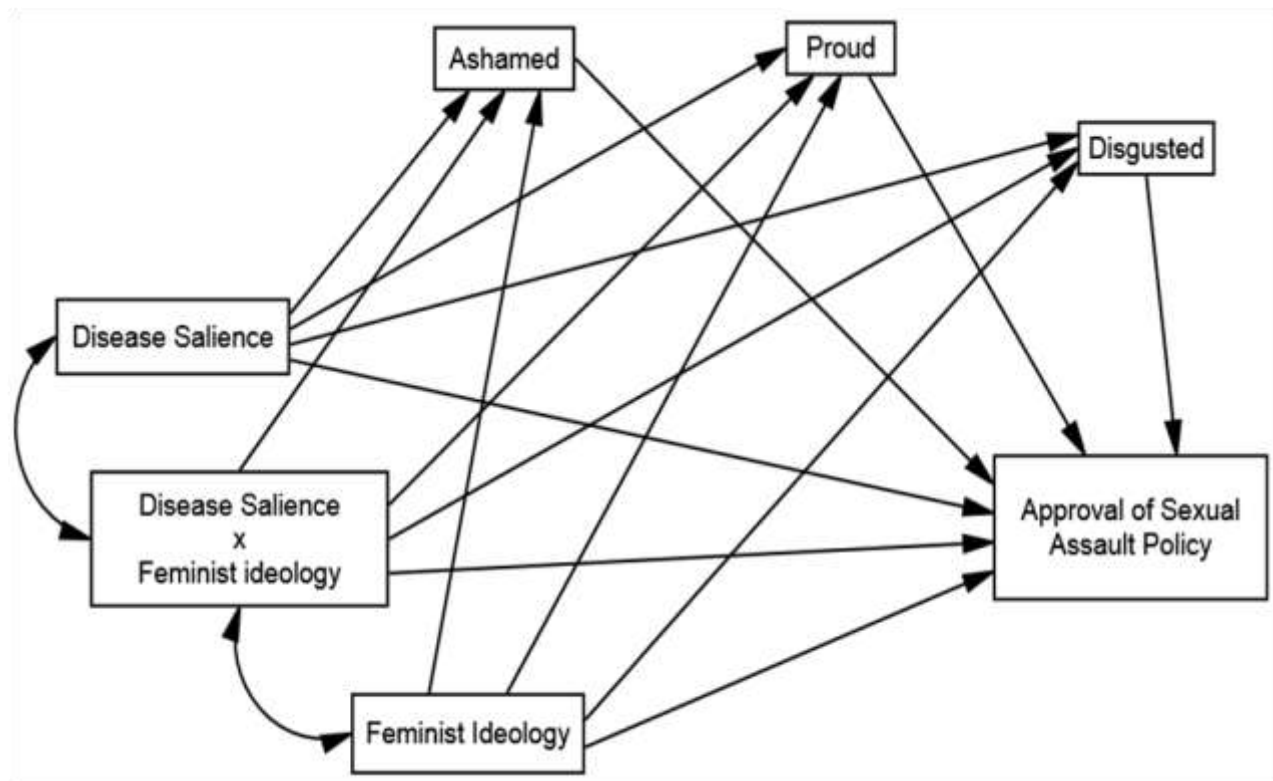 Ashamed
Proud
Disgusted
Disease Salience
Disease Salience
x
Feminist ideology
Approval of Sexual
Assault Policy
Feminist Ideology